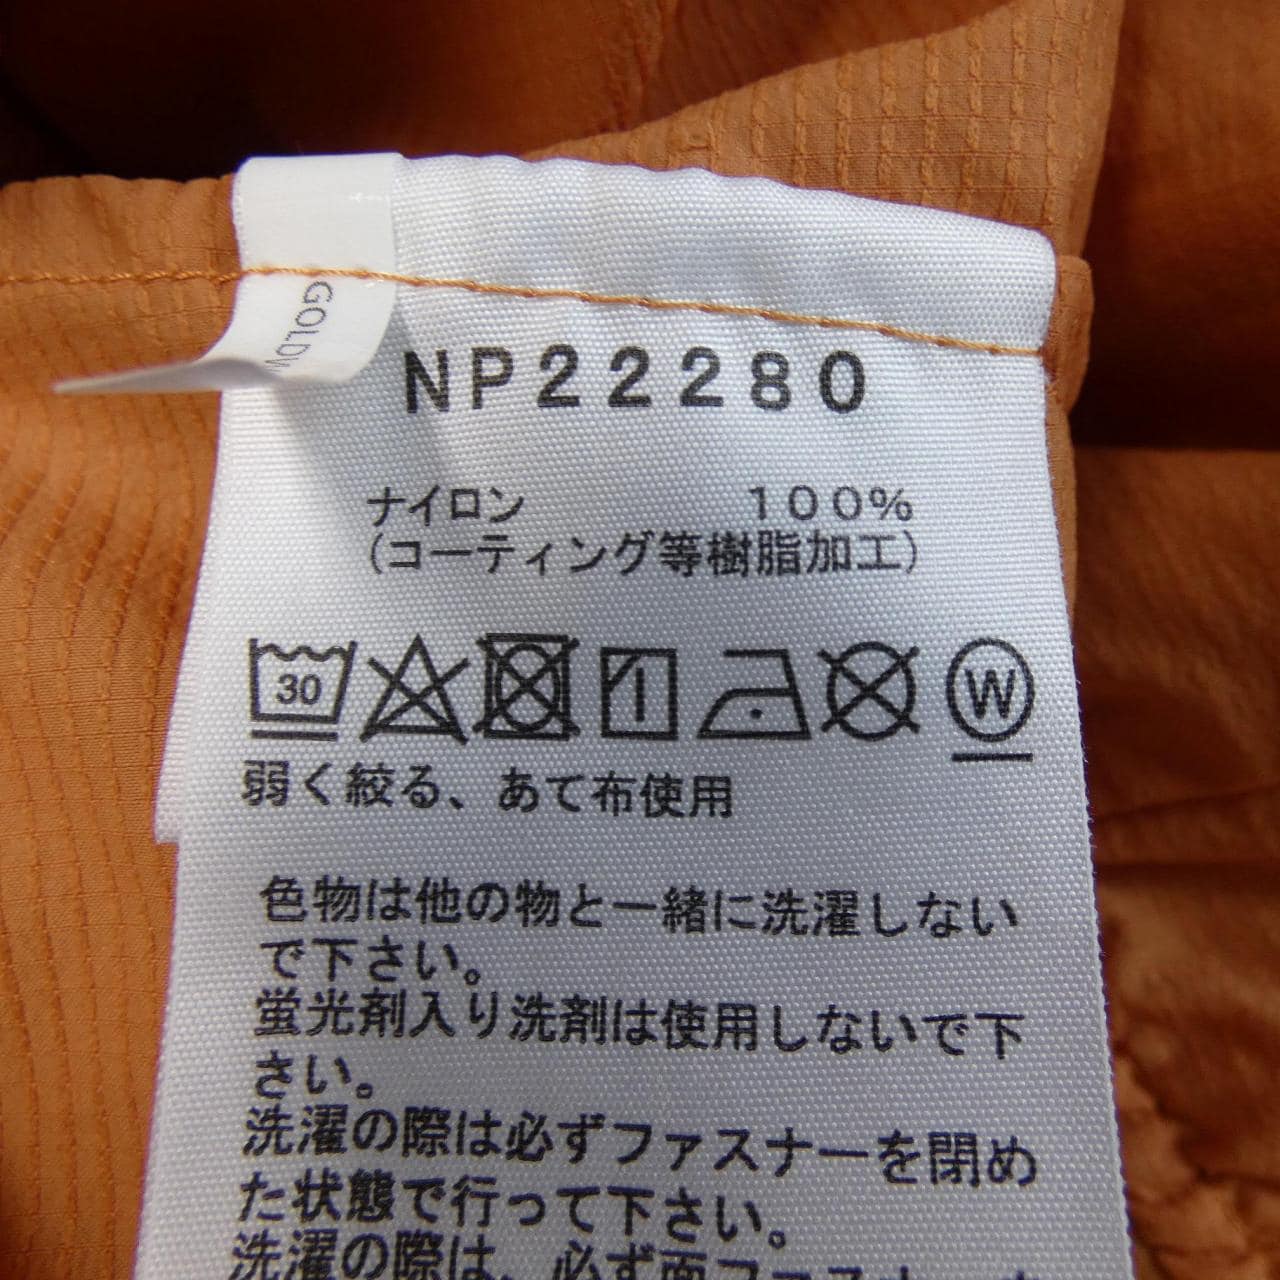 GOLDW
NP22280
ナイロン 100%
(コーティング等樹脂加工)
30 W
弱く絞る、あて布使用
色物は他の物と一緒に洗濯しない
で下さい。
蛍光剤入り洗剤は使用しないで下
さい。
洗濯の際は必ずファスナーを閉め
た状態で行って下さい。
洗濯の際は、必ず面ファスナー